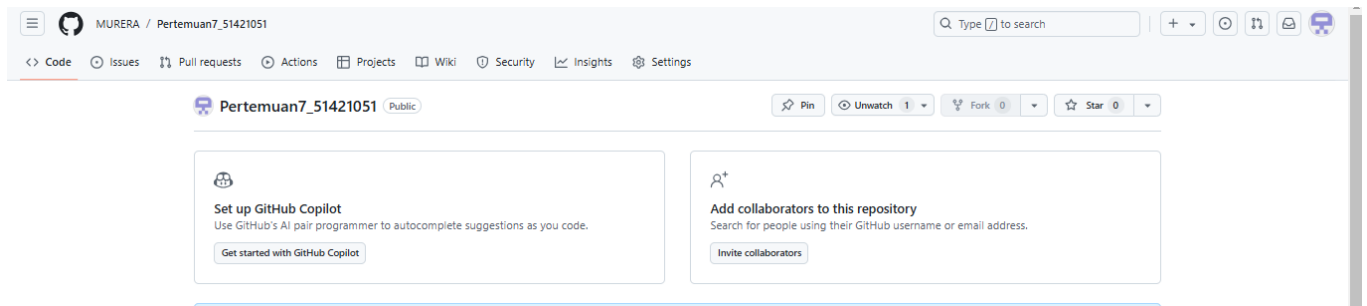 MURERA / Pertemuan7_51421051
Type / to search
<> Code Issues Pull requests Actions Projects Wiki Security Insights Settings
Pertemuan7_51421051 Public
Pin Unwatch 1 Fork 0 Star 0
Set up GitHub Copilot
Use GitHub's AI pair programmer to autocomplete suggestions as you code.
Get started with GitHub Copilot
Add collaborators to this repository
Search for people using their GitHub username or email address.
Invite collaborators